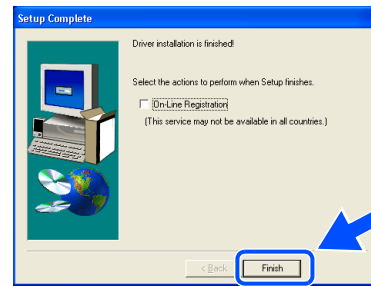 Setup Complete
Driver installation is finished!
Select the actions to perform when Setup finishes.
On-Line Registration
(This service may not be available in all countries.)
< Back
Finish